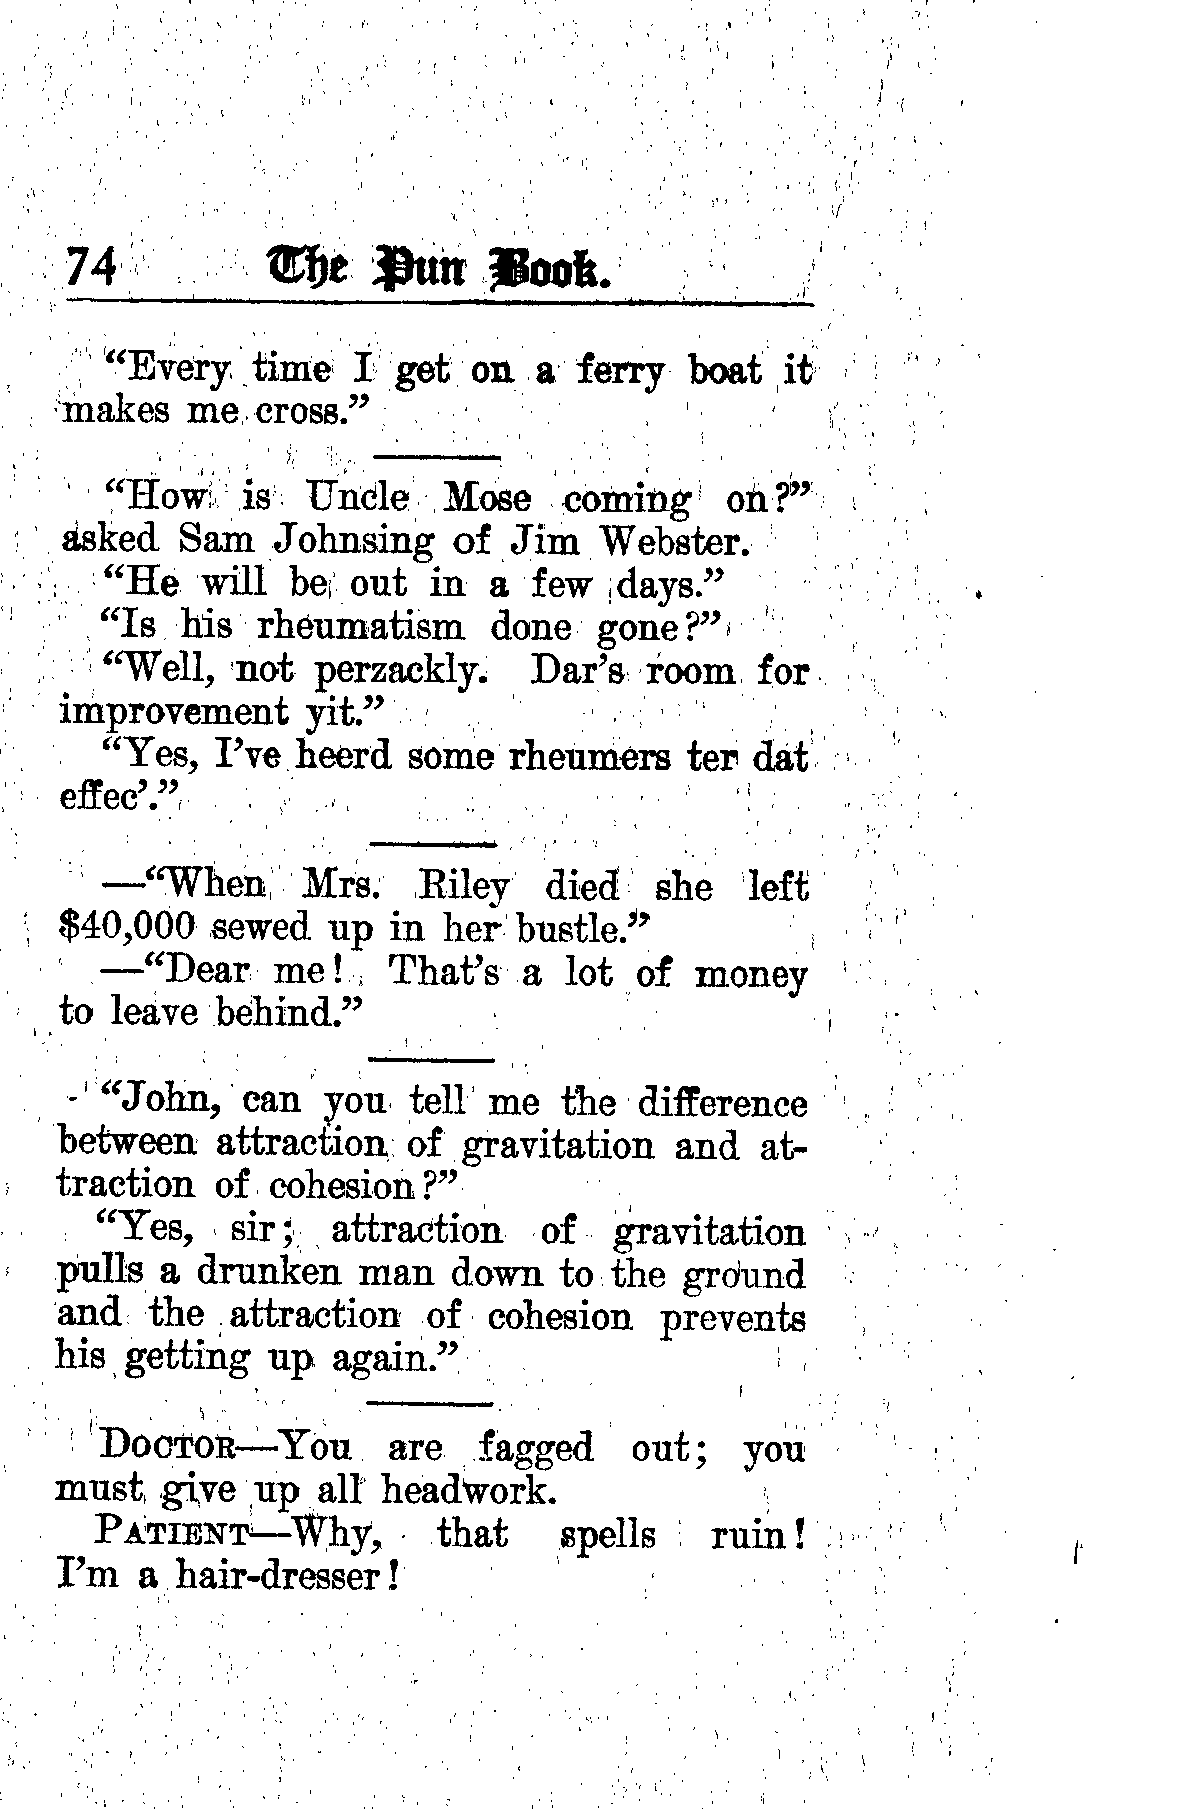 74 The Pun Book.
“Every time I get on a ferry boat it
makes me cross.”
“How is Uncle Mose coming on?”
asked Sam Johnsing of Jim Webster.
“He will be out in a few days.”
“Is his rheumatism done gone?”
“Well, not perzackly. Dar’s room for
improvement yit.”
“Yes, I’ve heerd some rheumers ter dat
effec’.”
—“When Mrs. Riley died she left
$40,000 sewed up in her bustle.”
—“Dear me! That’s a lot of money
to leave behind.”
“John, can you tell me the difference
between attraction of gravitation and at-
traction of cohesion?”
“Yes, sir; attraction of gravitation
pulls a drunken man down to the ground
and the attraction of cohesion prevents
his getting up again.”
DOCTOR—You are fagged out; you
must give up all headwork.
PATIENT—Why, that spells ruin!
I’m a hair-dresser!